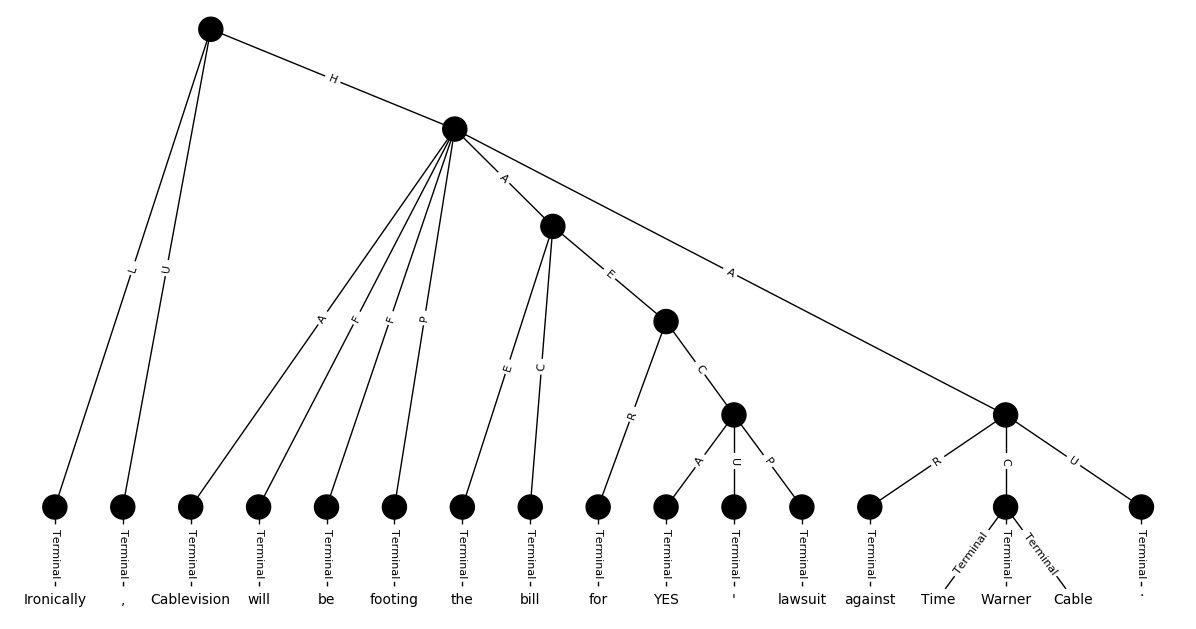 H
A
L
U
A
E
A
F
F
P
E
C
R
C
A
U
P
R
C
U
Terminal Terminal Terminal Terminal Terminal Terminal Terminal Terminal Terminal Terminal Terminal Terminal Terminal Terminal Terminal Terminal Terminal
Ironically , Cablevision will be footing the bill for YES ' lawsuit against Time Warner Cable .